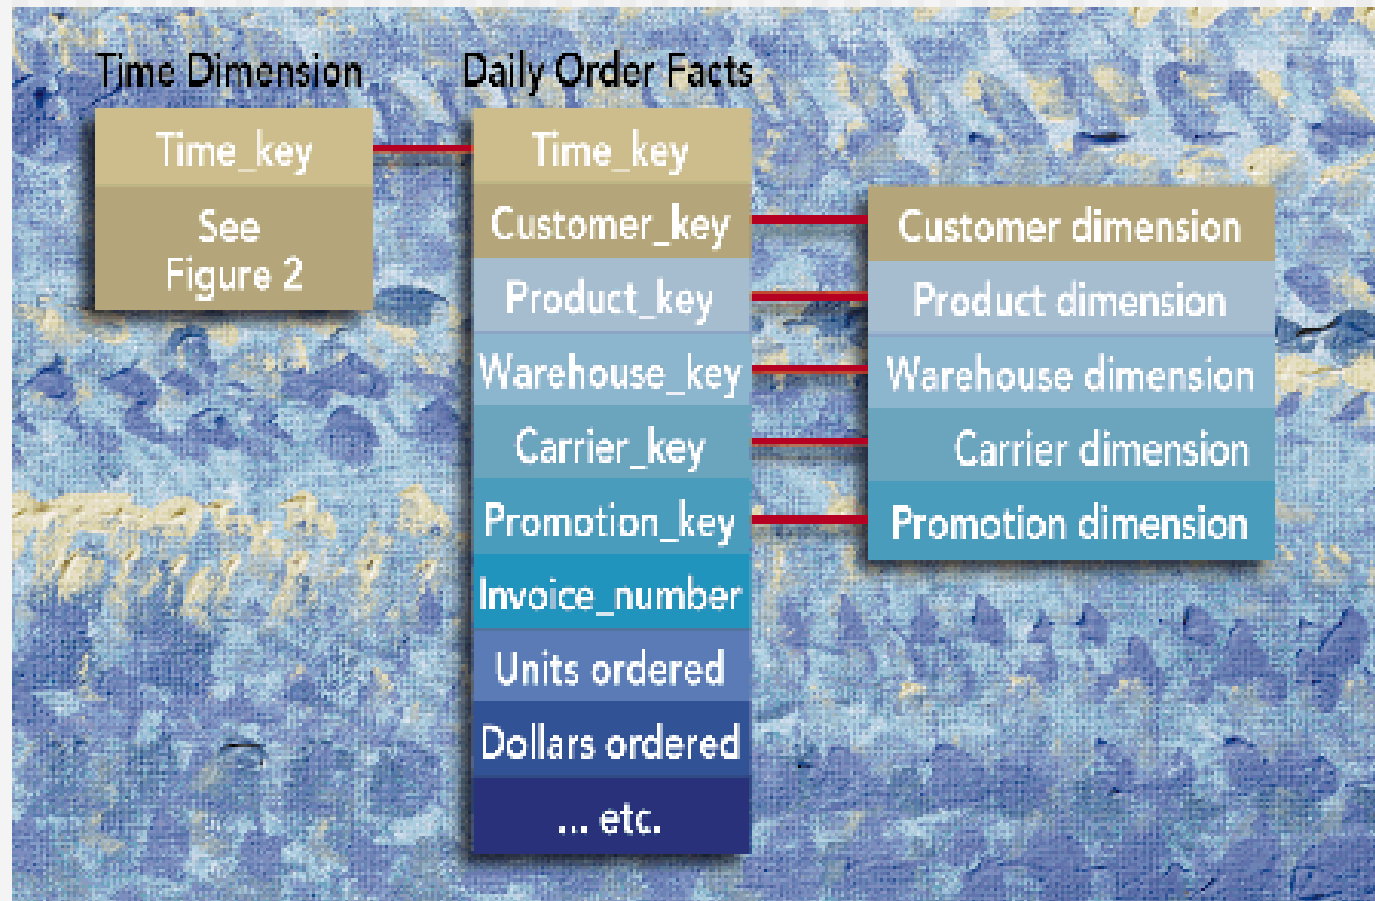 Time Dimension
Time_key
See
Figure 2
Daily Order Facts
Time_key
Customer_key
Product_key
Warehouse_key
Carrier_key
Promotion_key
Invoice_number
Units ordered
Dollars ordered
... etc.
Customer dimension
Product dimension
Warehouse dimension
Carrier dimension
Promotion dimension